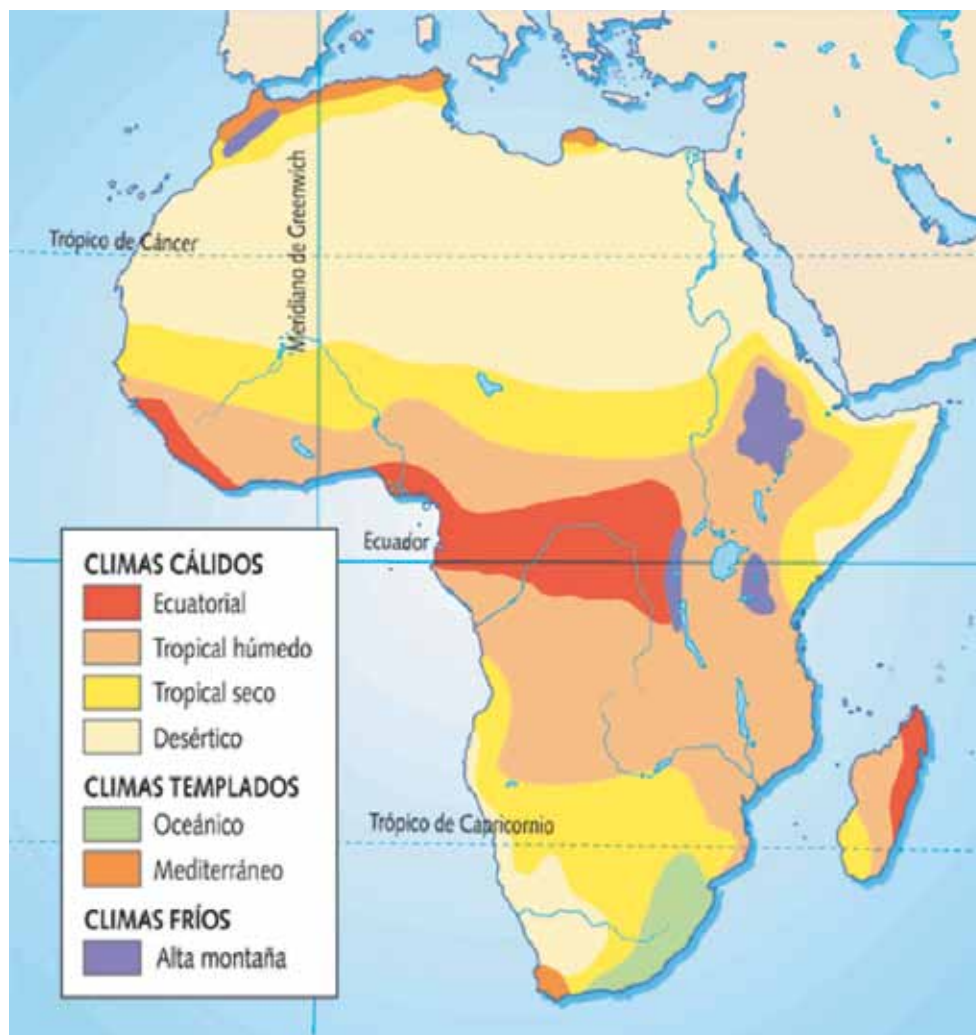 Meridiano de Greenwich
Trópico de Cáncer
Ecuador
CLIMAS CÁLIDOS
Ecuatorial
Tropical húmedo
Tropical seco
Desértico
CLIMAS TEMPLADOS
Oceánico
Mediterráneo
CLIMAS FRÍOS
Alta montaña
Trópico de Capricornio